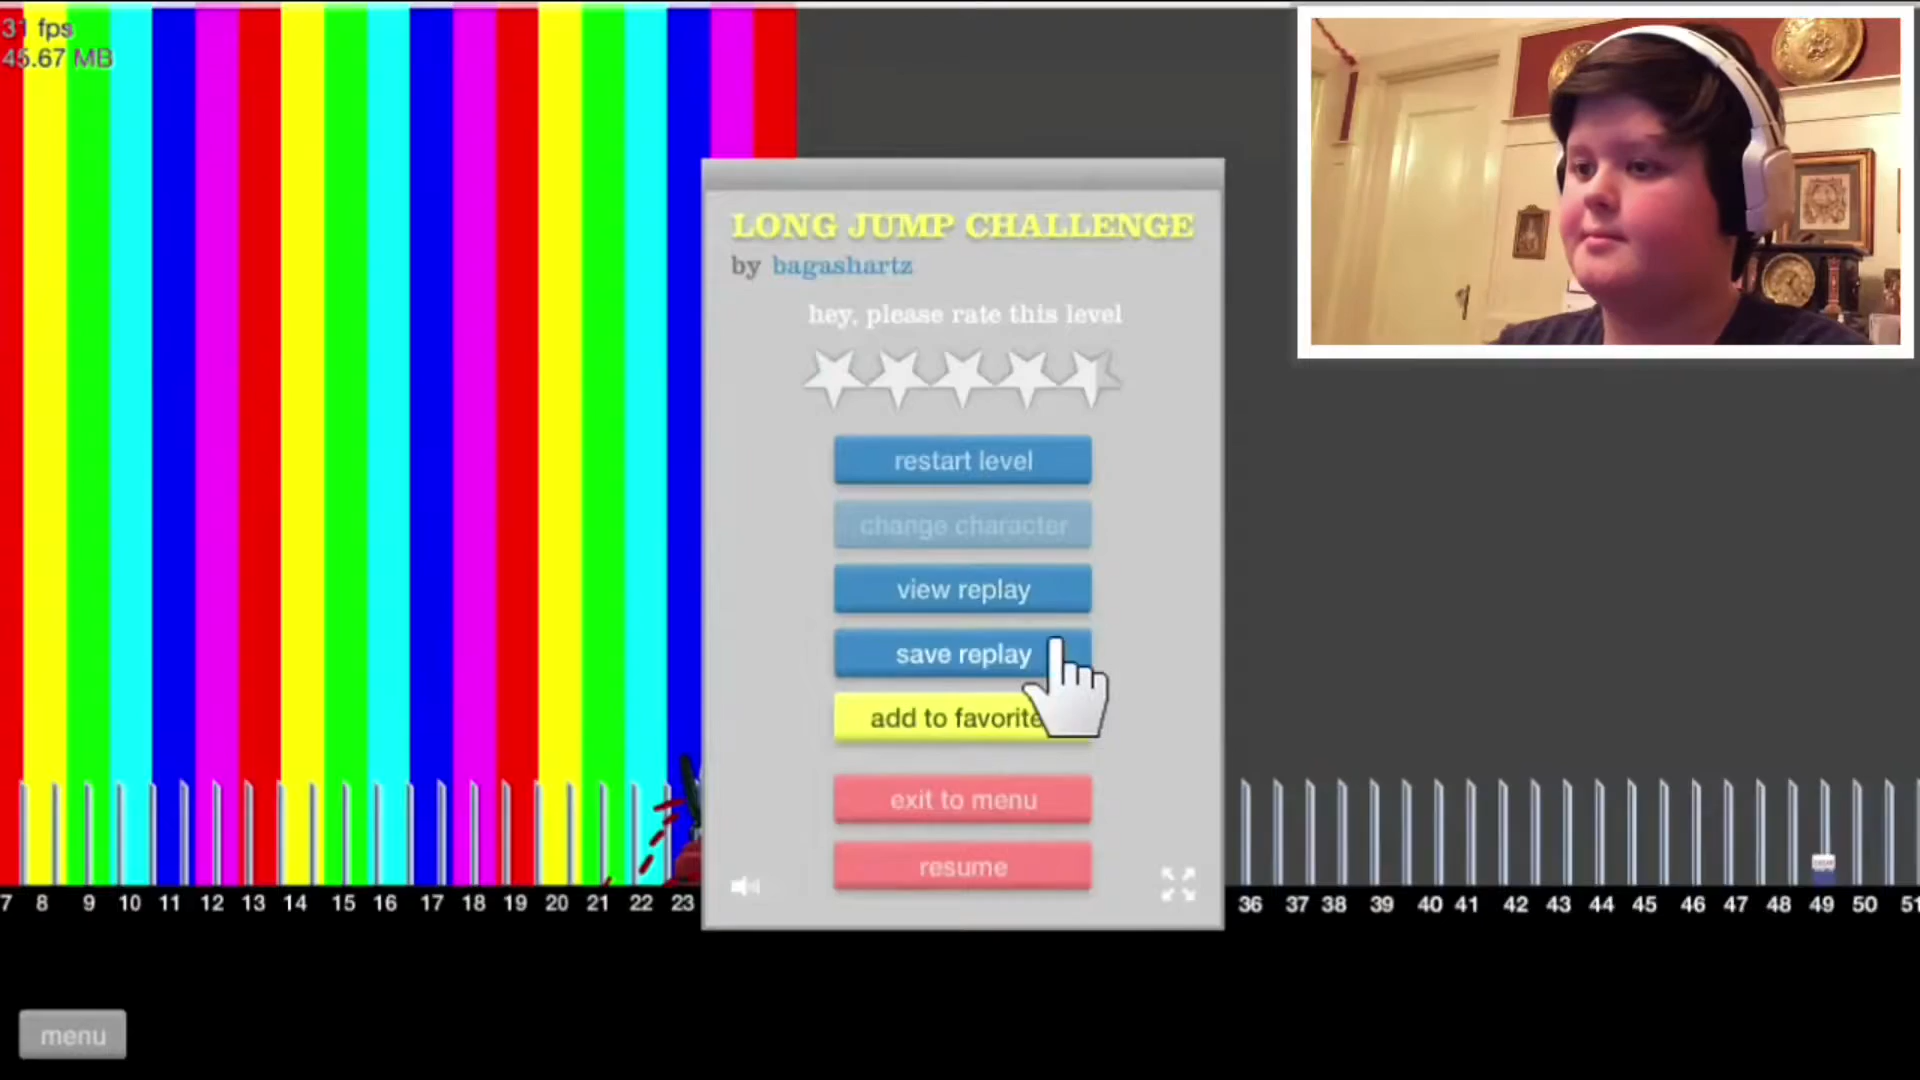 31 fps
45.67 MB
LONG JUMP CHALLENGE
by bagashartz
hey, please rate this level
restart level
change character
view replay
save replay
add to favorite
exit to menu
resume
7 8 9 10 11 12 13 14 15 16 17 18 19 20 21 22 23 36 37 38 39 40 41 42 43 44 45 46 47 48 49 50 51
menu